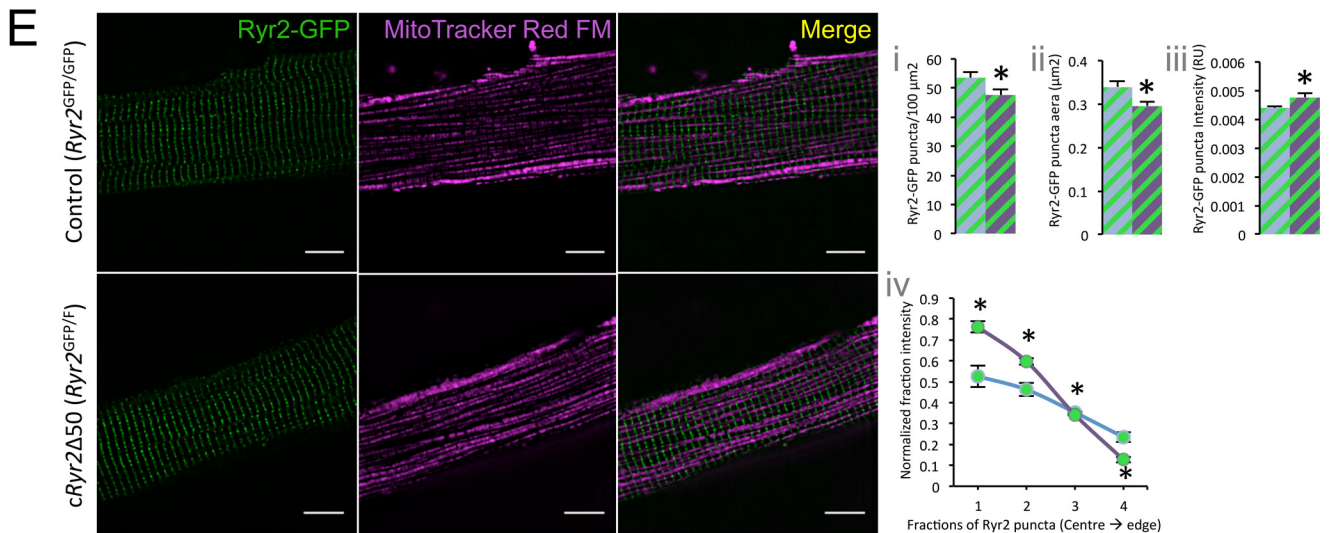 E
Ryr2-GFP
MitoTracker Red FM
Merge
Control (Ryr2GFP/GFP)
cRyr2Δ50 (Ryr2GFP/F)
i
Ryr2-GFP puncta/100 µm2
60
50
40
30
20
10
0
*
ii
Ryr2-GFP puncta aera (µm2)
0.4
0.3
0.2
0.1
0
*
iii
Ryr2-GFP puncta Intensity (RU)
0.006
0.005
0.004
0.003
0.002
0.001
0
*
iv
Normalized fraction intensity
0.9
0.8
0.7
0.6
0.5
0.4
0.3
0.2
0.1
0
*
*
*
*
1 2 3 4
Fractions of Ryr2 puncta (Centre → edge)